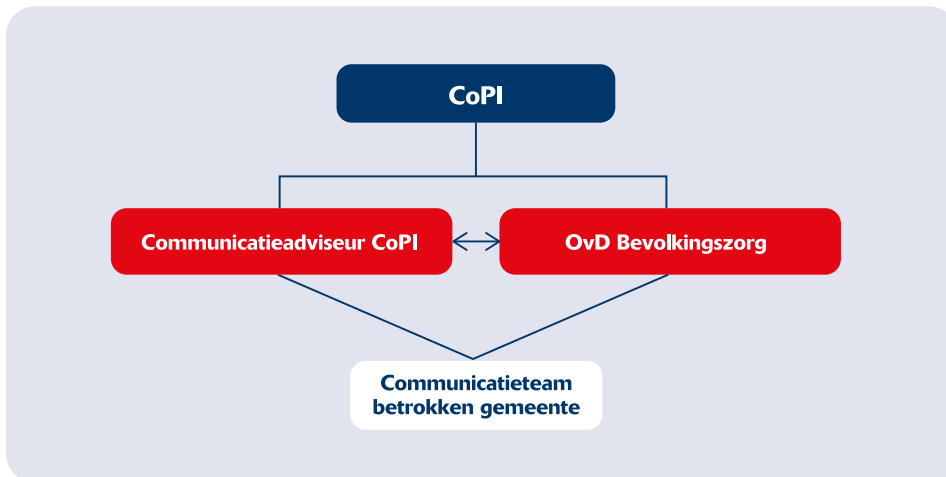 CoPI
Communicatieadviseur CoPI
OvD Bevolkingszorg
Communicatieteam
betrokken gemeente